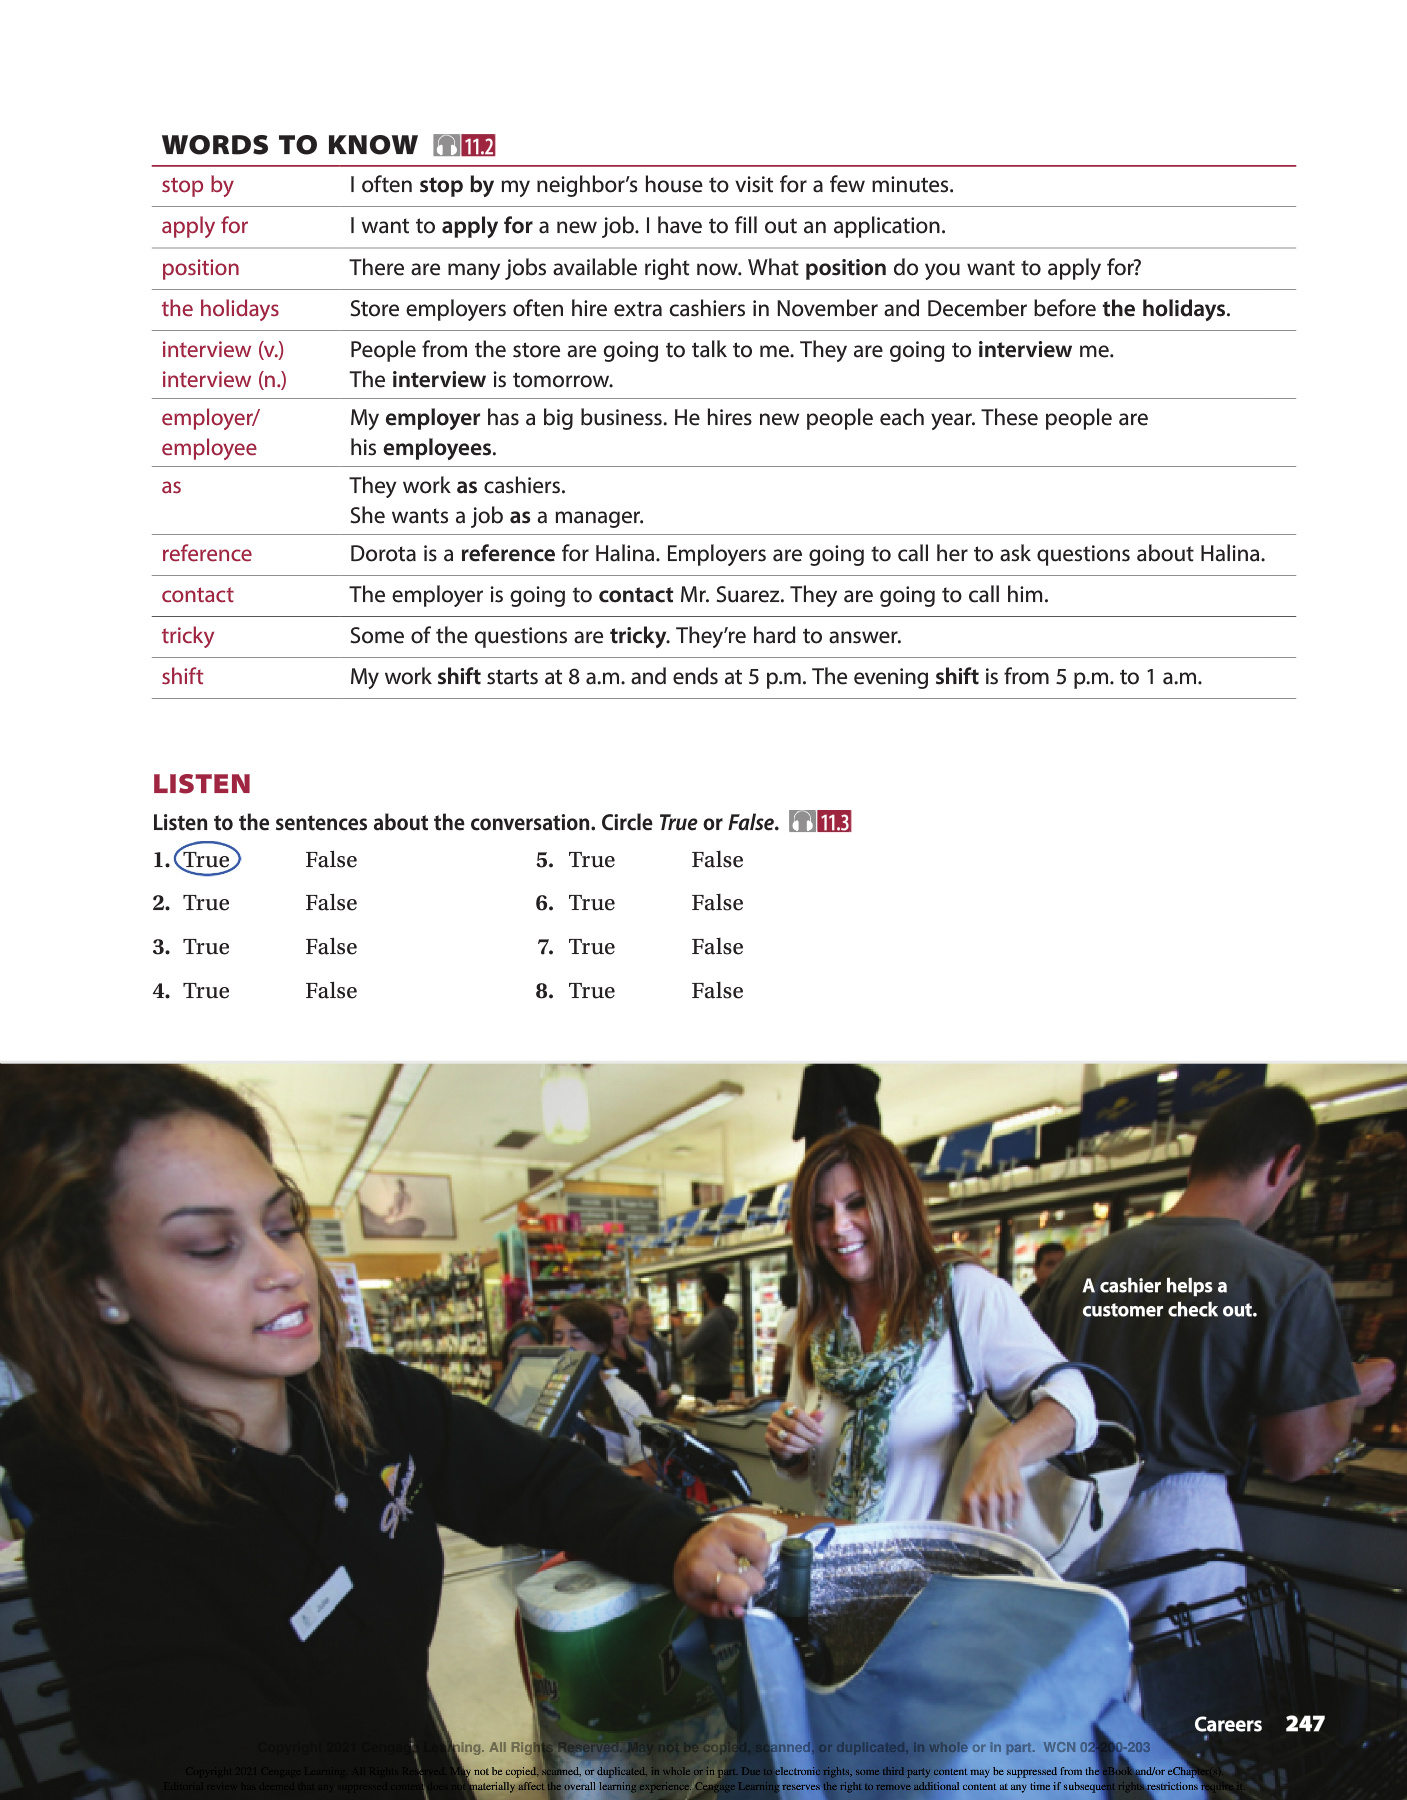 WORDS TO KNOW 11.2
stop by I often stop by my neighbor's house to visit for a few minutes.
apply for I want to apply for a new job. I have to fill out an application.
position There are many jobs available right now. What position do you want to apply for?
the holidays Store employers often hire extra cashiers in November and December before the holidays.
interview (v.) People from the store are going to talk to me. They are going to interview me.
interview (n.) The interview is tomorrow.
employer/ My employer has a big business. He hires new people each year. These people are
employee his employees.
as They work as cashiers.
She wants a job as a manager.
reference Dorota is a reference for Halina. Employers are going to call her to ask questions about Halina.
contact The employer is going to contact Mr. Suarez. They are going to call him.
tricky Some of the questions are tricky. They're hard to answer.
shift My work shift starts at 8 a.m. and ends at 5 p.m. The evening shift is from 5 p.m. to 1 a.m.
LISTEN
Listen to the sentences about the conversation. Circle True or False. 11.3
1. True False 5. True False
2. True False 6. True False
3. True False 7. True False
4. True False 8. True False
A cashier helps a
customer check out.
Careers 247
Copyright 2021 Cengage Learning. All Rights Reserved. May not be copied, scanned, or duplicated, in whole or in part. WCN 02-200-203
Copyright 2021 Cengage Learning. All Rights Reserved. May not be copied, scanned, or duplicated, in whole or in part. Due to electronic rights, some third party content may be suppressed from the eBook and/or eChapter(s).
Editorial review has deemed that any suppressed content does not materially affect the overall learning experience. Cengage Learning reserves the right to remove additional content at any time if subsequent rights restrictions require it.